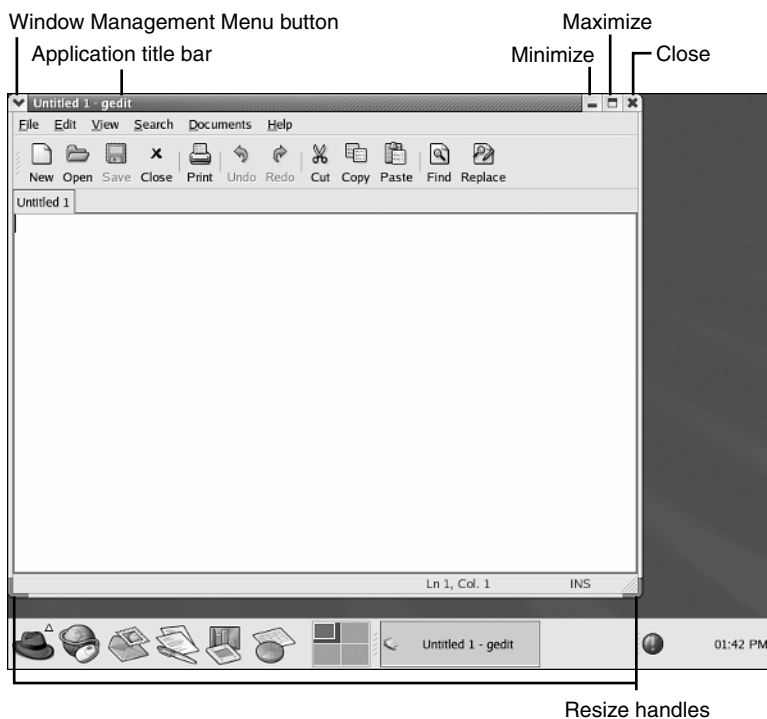 Window Management Menu button
Maximize
Application title bar
Minimize
Close
Untitled 1 - gedit
File Edit View Search Documents Help
New Open Save Close Print Undo Redo Cut Copy Paste Find Replace
Untitled 1
Ln 1, Col. 1 INS
Untitled 1 - gedit
01:42 PM
Resize handles